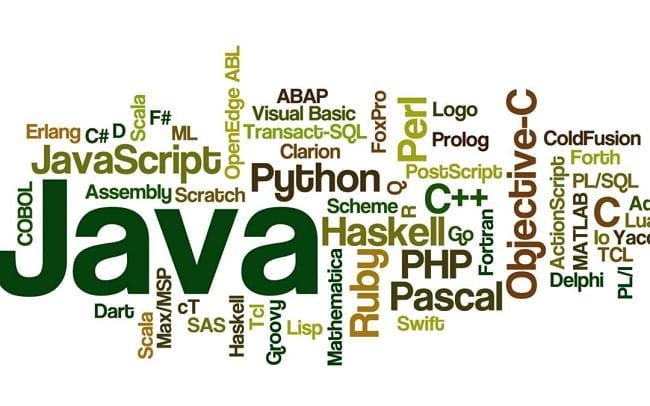 OpenEdge ABL
ABAP
FoxPro
Perl
Objective-C
Scala
F#
Visual Basic
Logo
Erlang
C#
D
ML
Transact-SQL
Prolog
ColdFusion
JavaScript
Clarion
Forth
Python
PostScript
ActionScript
PL/SQL
COBOL
Assembly
Scratch
Q
C++
MATLAB
C
Java
Scheme
R
Fortran
Haskell
Go
Io
TCL
PHP
Delphi
PL/I
Mathematica
Ruby
Pascal
Dart
Scala
Max/MSP
cT
SAS
Haskell
Tcl
Groovy
Lisp
Swift